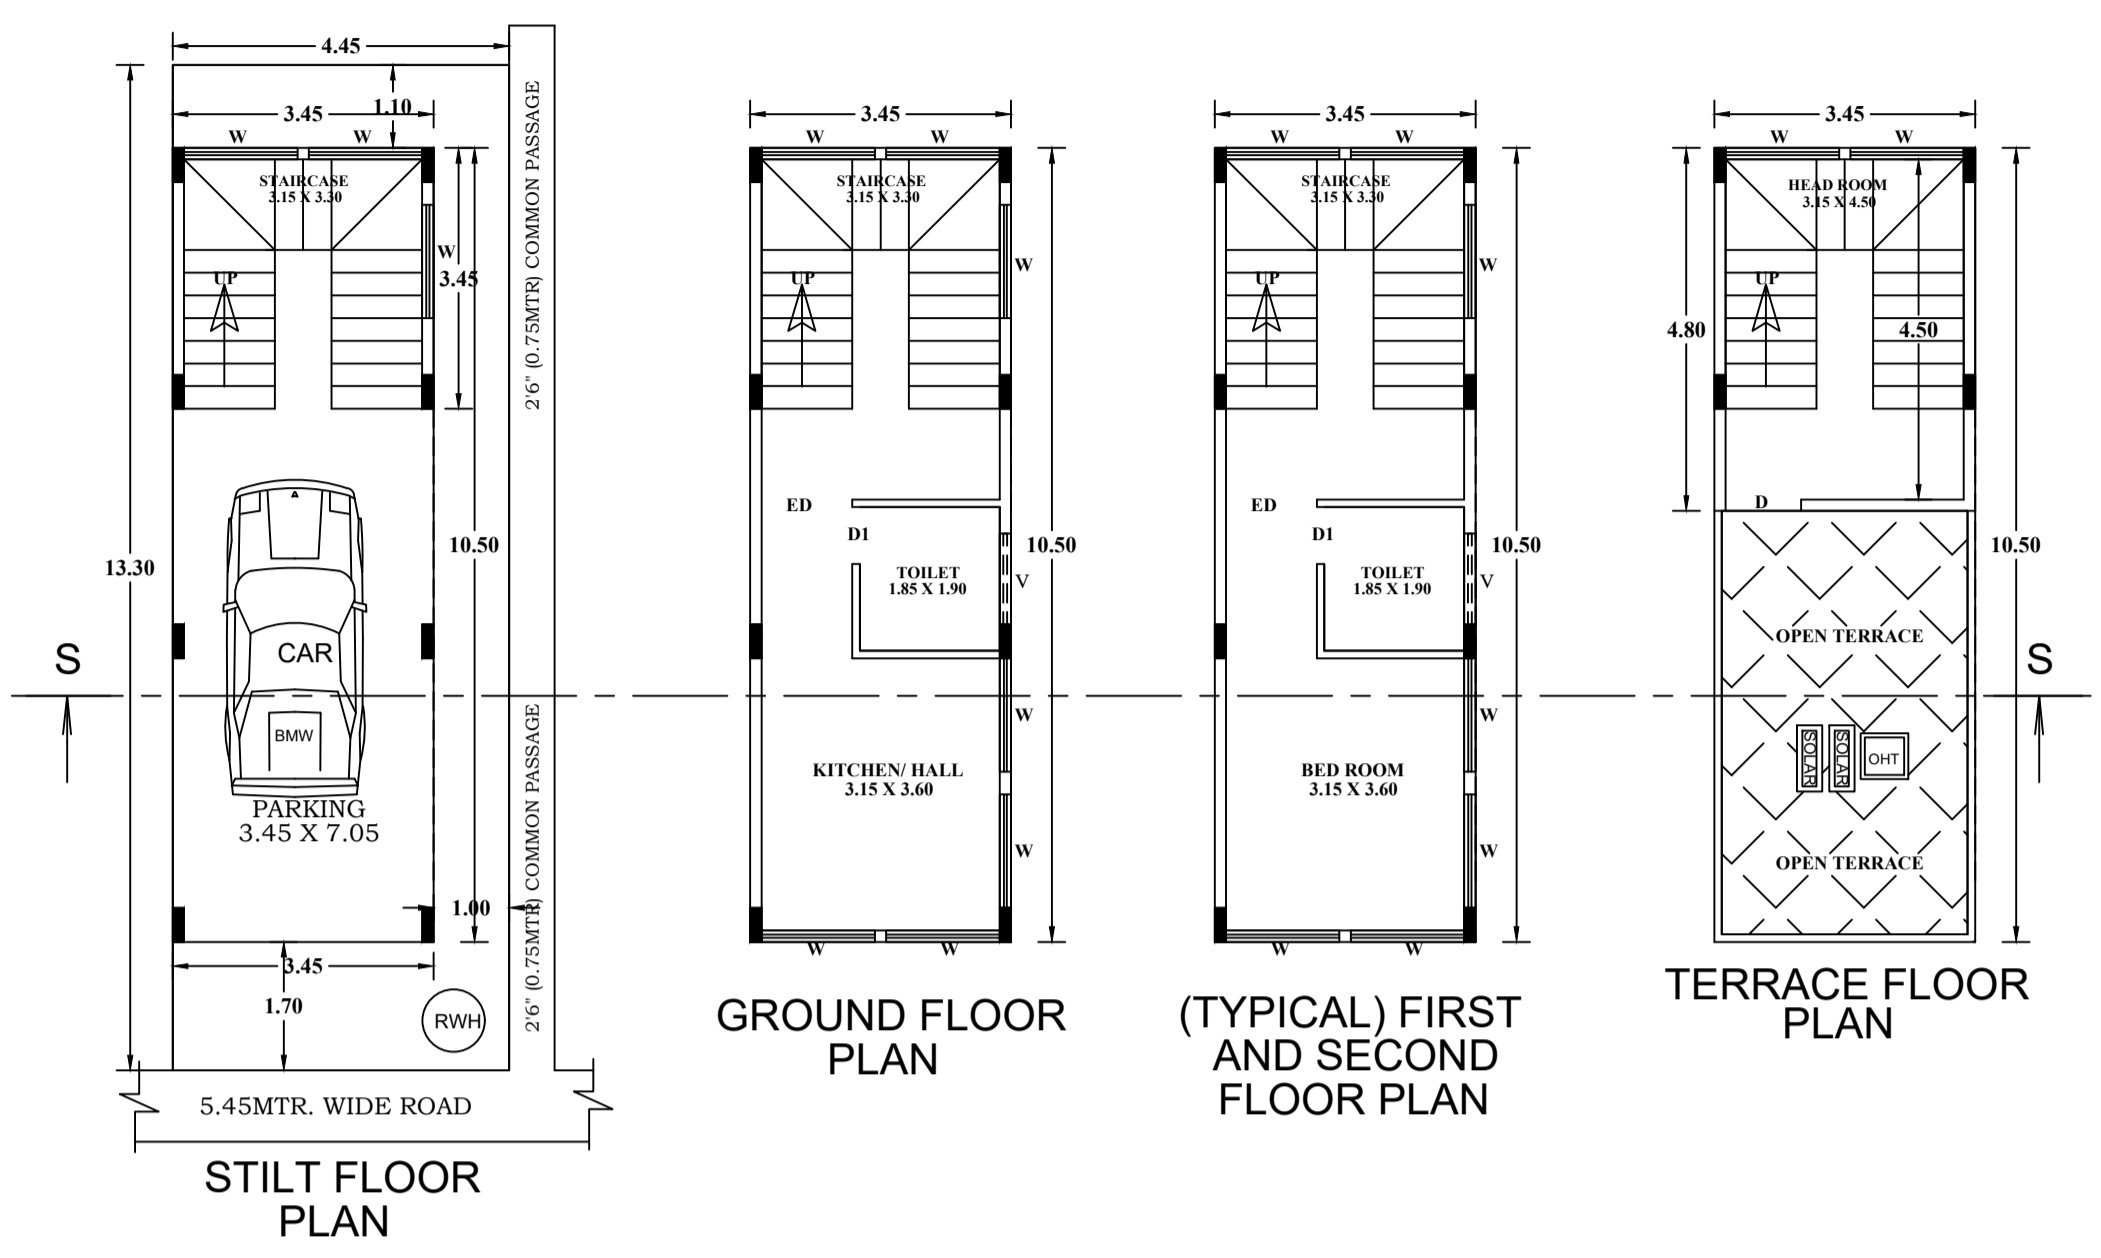 4.45
1.10
3.45
W W
STAIRCASE
3.15 X 3.30
W
3.45
UP
2'6" (0.75MTR) COMMON PASSAGE
13.30
10.50
S
CAR
BMW
PARKING
3.45 X 7.05
1.00
2'6" (0.75MTR) COMMON PASSAGE
3.45
1.70
RWH
5.45MTR. WIDE ROAD
STILT FLOOR
PLAN
3.45
W W
STAIRCASE
3.15 X 3.30
W
UP
ED
D1
10.50
TOILET
1.85 X 1.90
V
W
KITCHEN/ HALL
3.15 X 3.60
W
W W
GROUND FLOOR
PLAN
3.45
W W
STAIRCASE
3.15 X 3.30
W
UP
ED
D1
10.50
TOILET
1.85 X 1.90
V
W
BED ROOM
3.15 X 3.60
W
W W
(TYPICAL) FIRST
AND SECOND
FLOOR PLAN
3.45
W W
HEAD ROOM
3.15 X 4.50
UP
4.80
4.50
D
10.50
OPEN TERRACE
S
SOLAR
SOLAR
OHT
OPEN TERRACE
TERRACE FLOOR
PLAN